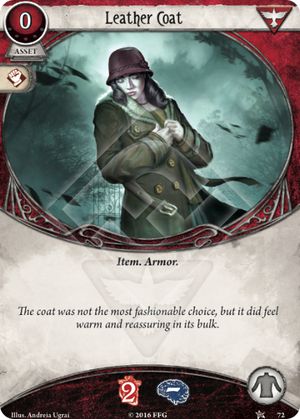 Leather Coat
0
ASSET
Item. Armor.
The coat was not the most fashionable choice, but it did feel
warm and reassuring in its bulk.
2
–
Illus. Andreia Ugrai
© 2016 FFG
72